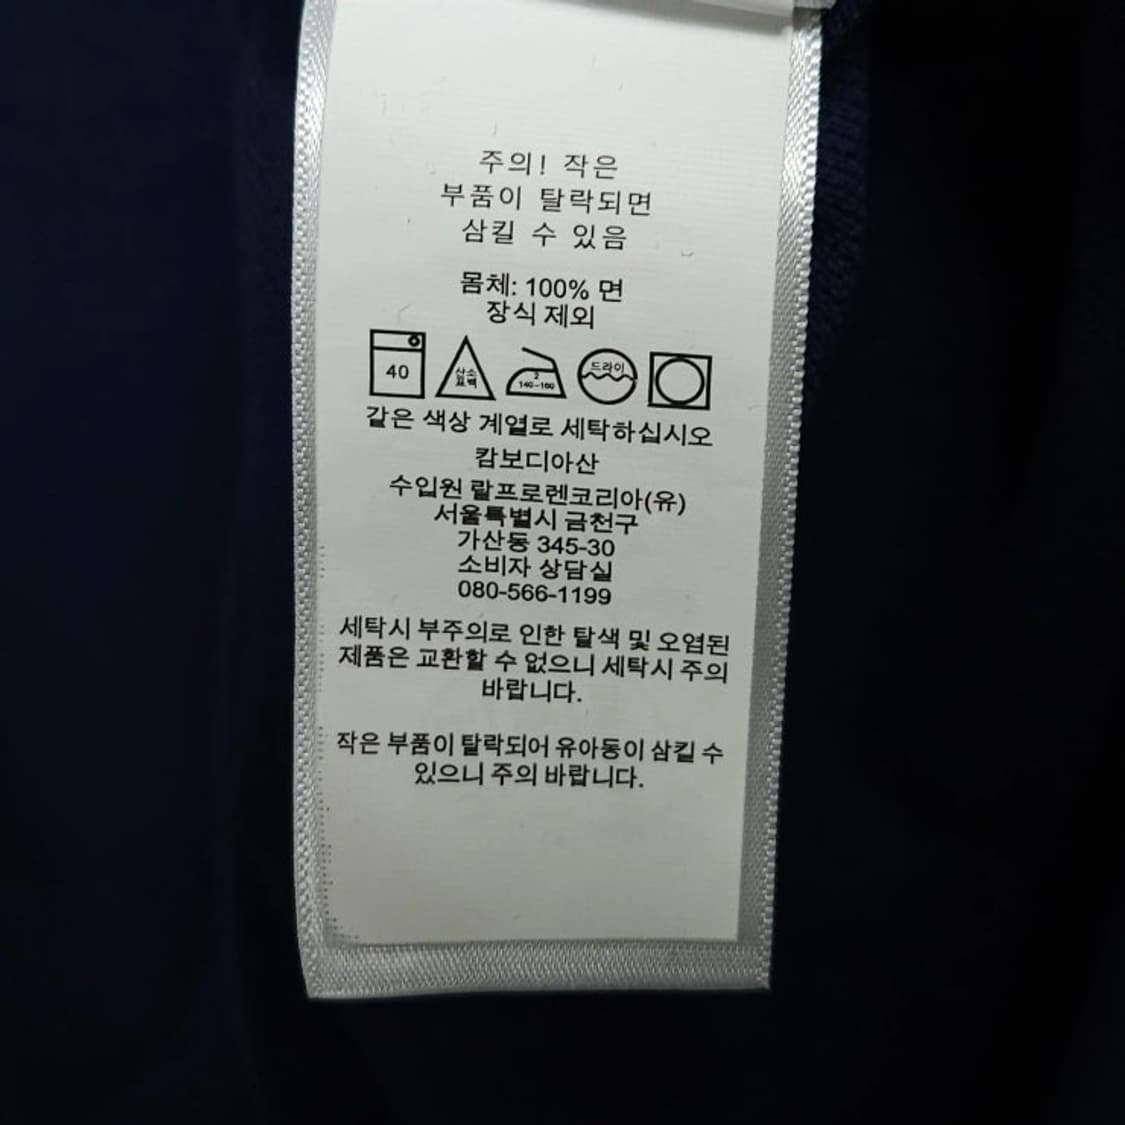 주의! 작은
부품이 탈락되면
삼킬 수 있음
몸체: 100% 면
장식 제외
40 산소 표백 2 140~160 드라이
같은 색상 계열로 세탁하십시오
캄보디아산
수입원 랄프로렌코리아(유)
서울특별시 금천구
가산동 345-30
소비자 상담실
080-566-1199
세탁시 부주의로 인한 탈색 및 오염된
제품은 교환할 수 없으니 세탁시 주의
바랍니다.
작은 부품이 탈락되어 유아동이 삼킬 수
있으니 주의 바랍니다.